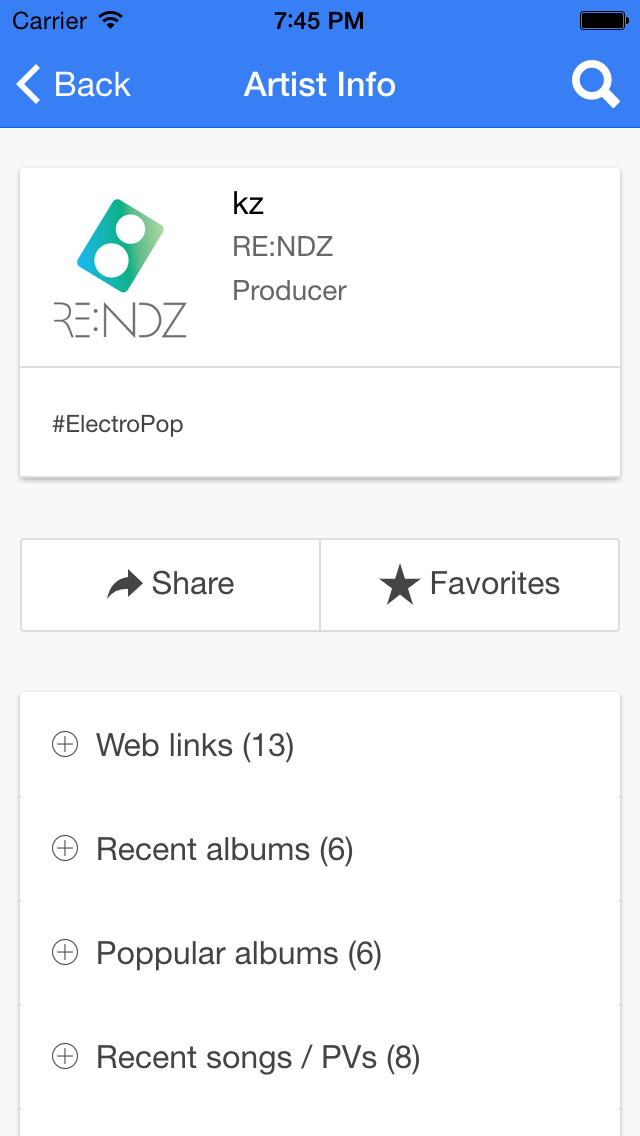 Carrier 7:45 PM
Back Artist Info
kz
RE:NDZ
Producer
RE:NDZ
#ElectroPop
Share Favorites
Web links (13)
Recent albums (6)
Poppular albums (6)
Recent songs / PVs (8)